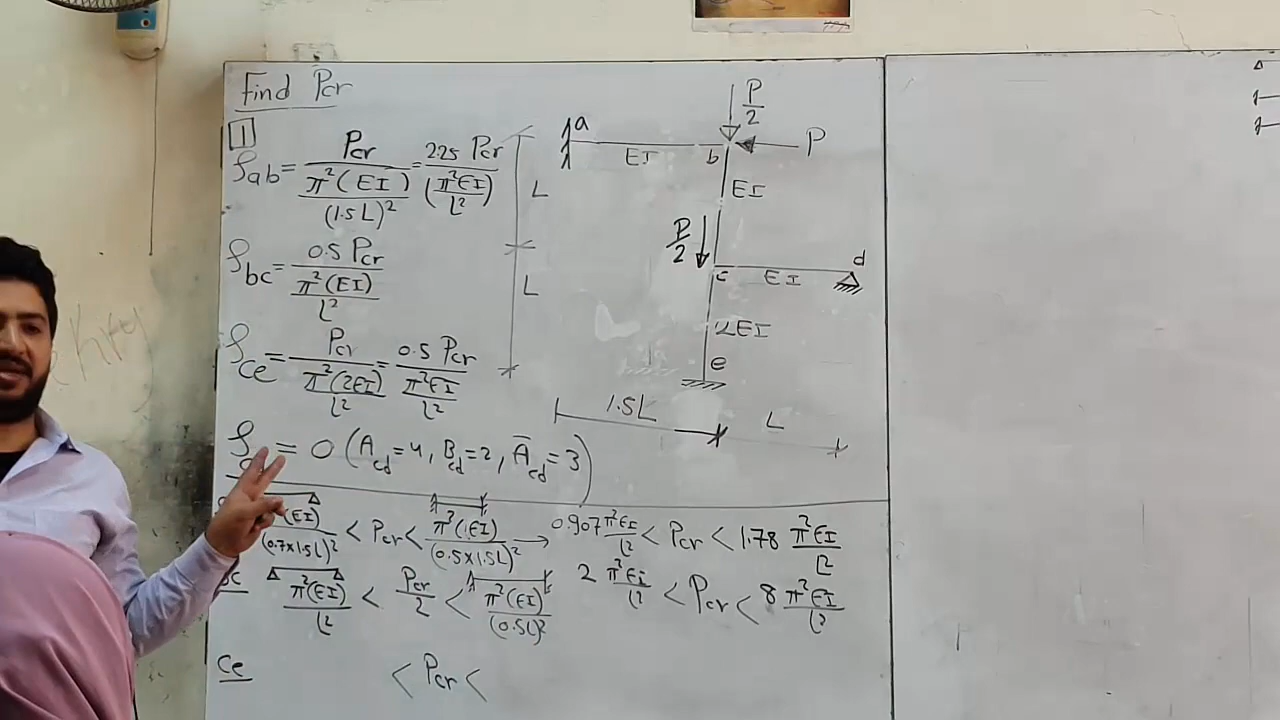 Find Pcr
1
ρab = Pcr / (π²(EI) / (1.5L)²) = 2.25 Pcr / (π²EI / L²)
ρbc = 0.5 Pcr / (π²(EI) / L²)
ρce = Pcr / (π²(2EI) / L²) = 0.5 Pcr / (π²EI / L²)
ρ = 0 (Acd = 4, Bcd = 2, Ācd = 3)
(EI) / (0.7×1.5L)² < Pcr < π²(EI) / (0.5×1.5L)² → 0.907 π²EI / L² < Pcr < 1.78 π²EI / L²
bc π²(EI) / L² < Pcr / 2 < π²(EI) / (0.5L)² 2 π²EI / L² < Pcr < 8 π²EI / L²
ce < Pcr <
P/2
a
EI
b
P
EI
L
P/2
c
EI
d
L
2EI
e
1.5L
L